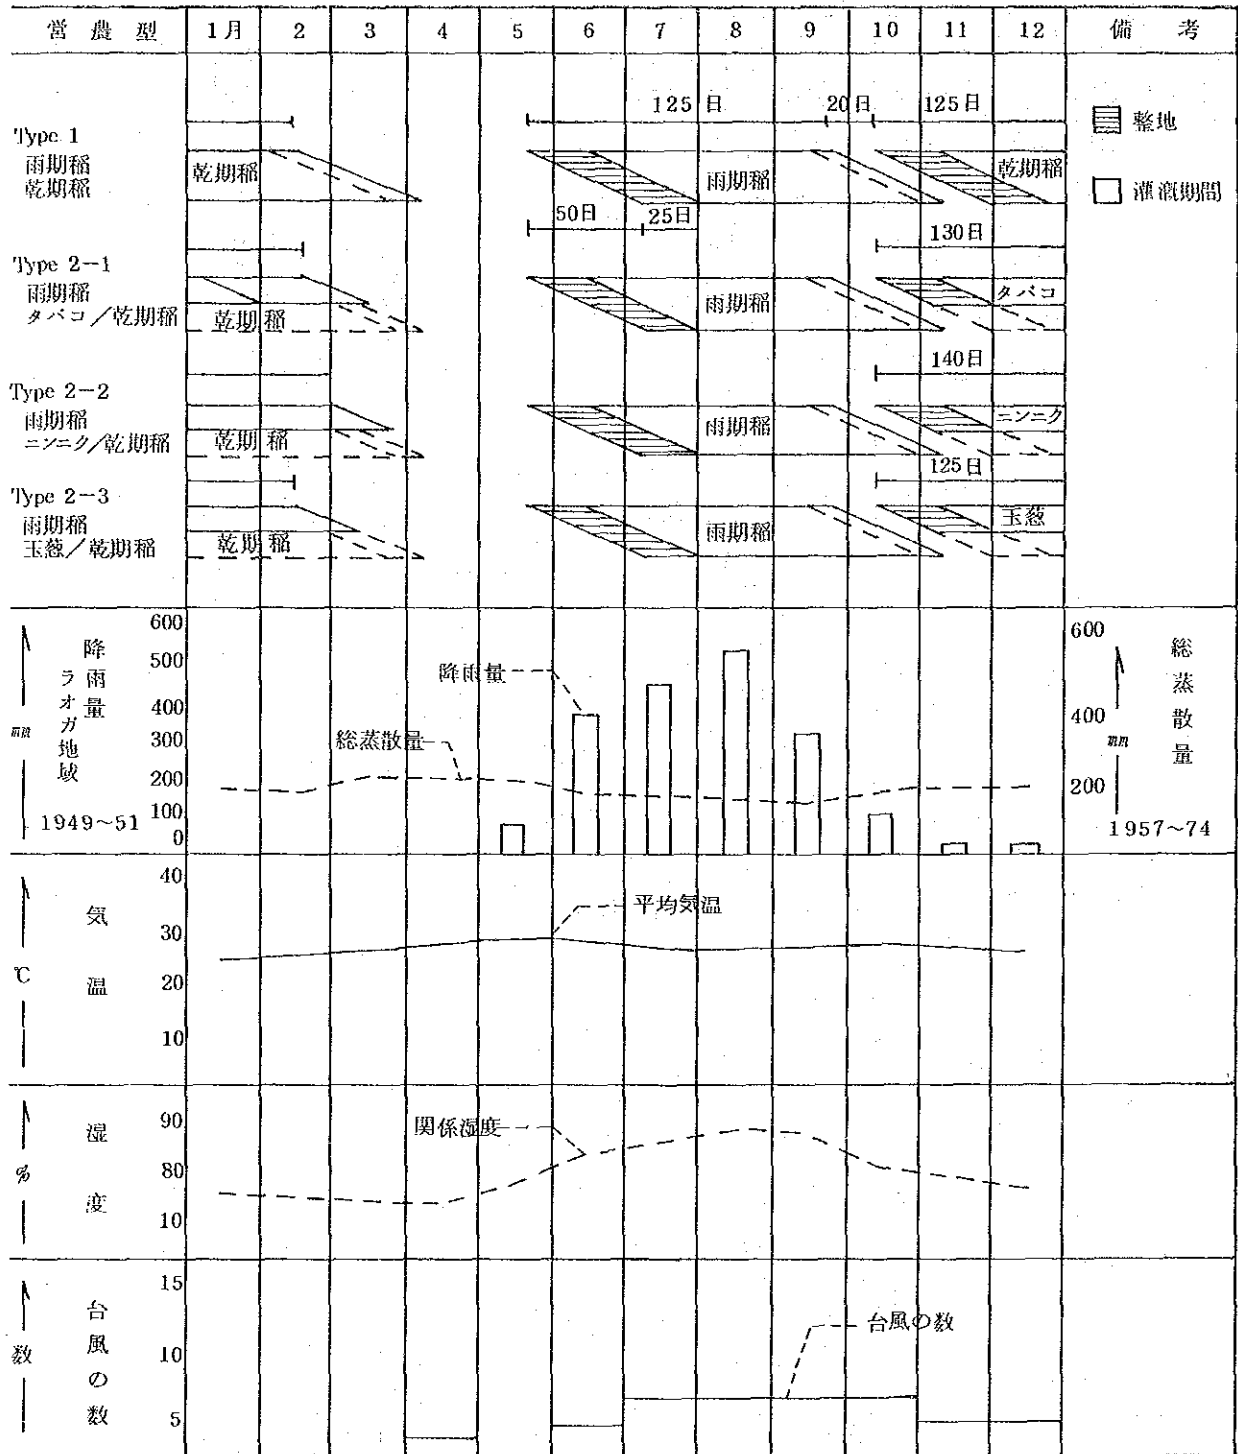 営農型 1月 2 3 4 5 6 7 8 9 10 11 12 備考
125日 20日 125日
整地
Type 1
雨期稲
乾期稲
乾期稲 雨期稲 乾期稲
灌漑期間
50日 25日
130日
Type 2-1
雨期稲
タバコ/乾期稲
乾期稲 雨期稲 タバコ
140日
Type 2-2
雨期稲
ニンニク/乾期稲
乾期稲 雨期稲 ニンニク
125日
Type 2-3
雨期稲
玉葱/乾期稲
乾期稲 雨期稲 玉葱
降雨量
ラオガ地域
㎜
1949~51
600
500
400
300
200
100
0
降雨量
総蒸散量
600
400
200
総蒸散量
㎜
1957~74
気温
℃
40
30
20
10
平均気温
湿度
%
90
80
10
関係湿度
台風の数
数
15
10
5
台風の数